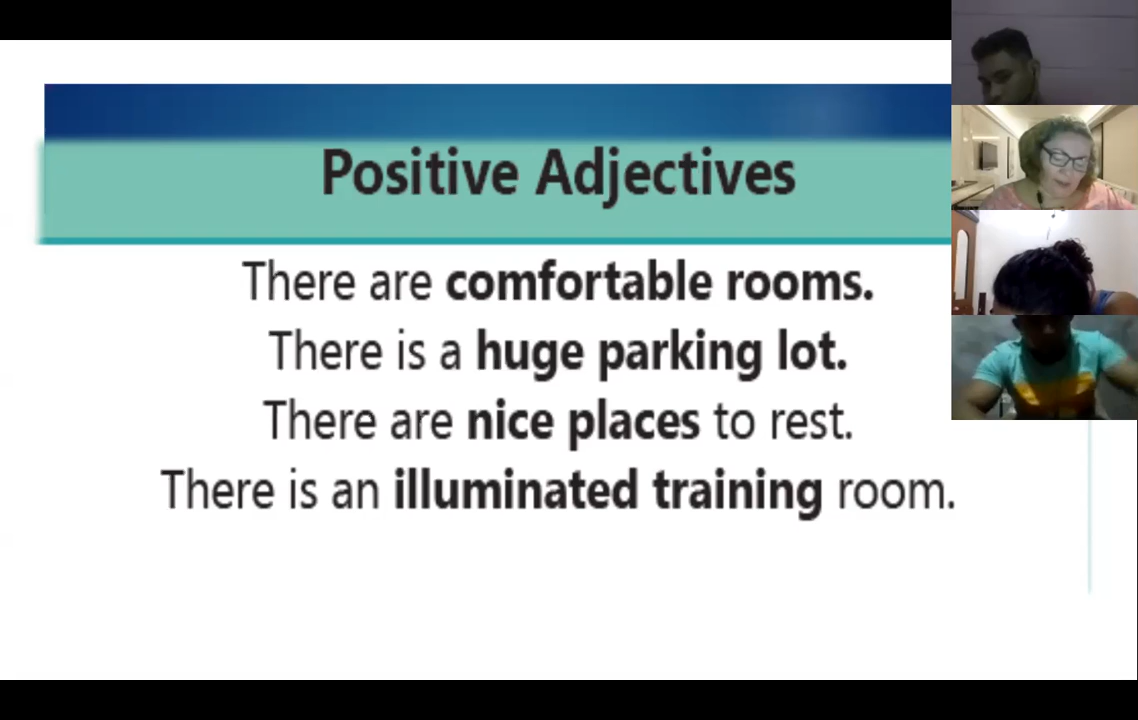 Positive Adjectives
There are comfortable rooms.
There is a huge parking lot.
There are nice places to rest.
There is an illuminated training room.